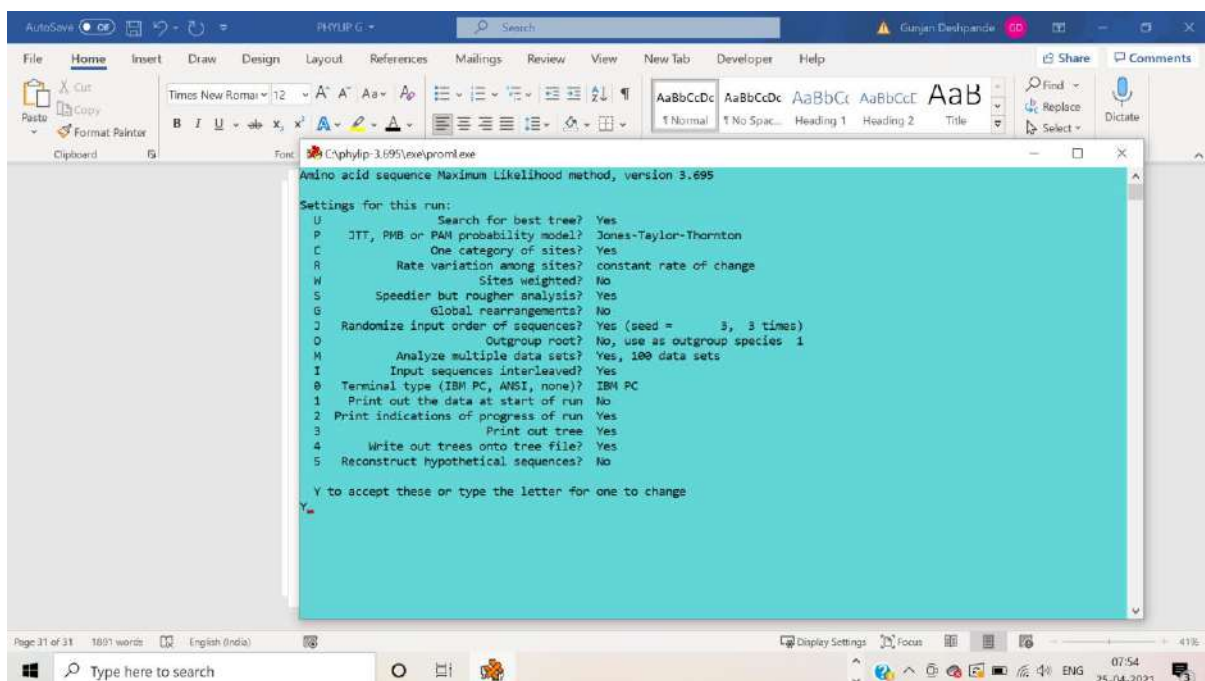 AutoSave Off PHYLIP G Search Gunjan Deshpande GD
File Home Insert Draw Design Layout References Mailings Review View New Tab Developer Help Share Comments
Paste Cut Copy Format Painter
Times New Romar 12 A A Aa
B I U ab x, x A A
AaBbCcDc AaBbCcDc AaBbCc AaBbCcE AaB
¶ Normal ¶ No Spac... Heading 1 Heading 2 Title
Find Replace Select
Dictate
Clipboard Font
C:\phylip-3.695\exe\proml.exe
Amino acid sequence Maximum Likelihood method, version 3.695
Settings for this run:
U Search for best tree? Yes
P JTT, PMB or PAM probability model? Jones-Taylor-Thornton
C One category of sites? Yes
R Rate variation among sites? constant rate of change
W Sites weighted? No
S Speedier but rougher analysis? Yes
G Global rearrangements? No
J Randomize input order of sequences? Yes (seed = 3, 3 times)
O Outgroup root? No, use as outgroup species 1
M Analyze multiple data sets? Yes, 100 data sets
I Input sequences interleaved? Yes
0 Terminal type (IBM PC, ANSI, none)? IBM PC
1 Print out the data at start of run No
2 Print indications of progress of run Yes
3 Print out tree Yes
4 Write out trees onto tree file? Yes
5 Reconstruct hypothetical sequences? No
Y to accept these or type the letter for one to change
Y
Page 31 of 31 1891 words English (India) Display Settings Focus 41%
Type here to search ENG 07:54
25-04-2021